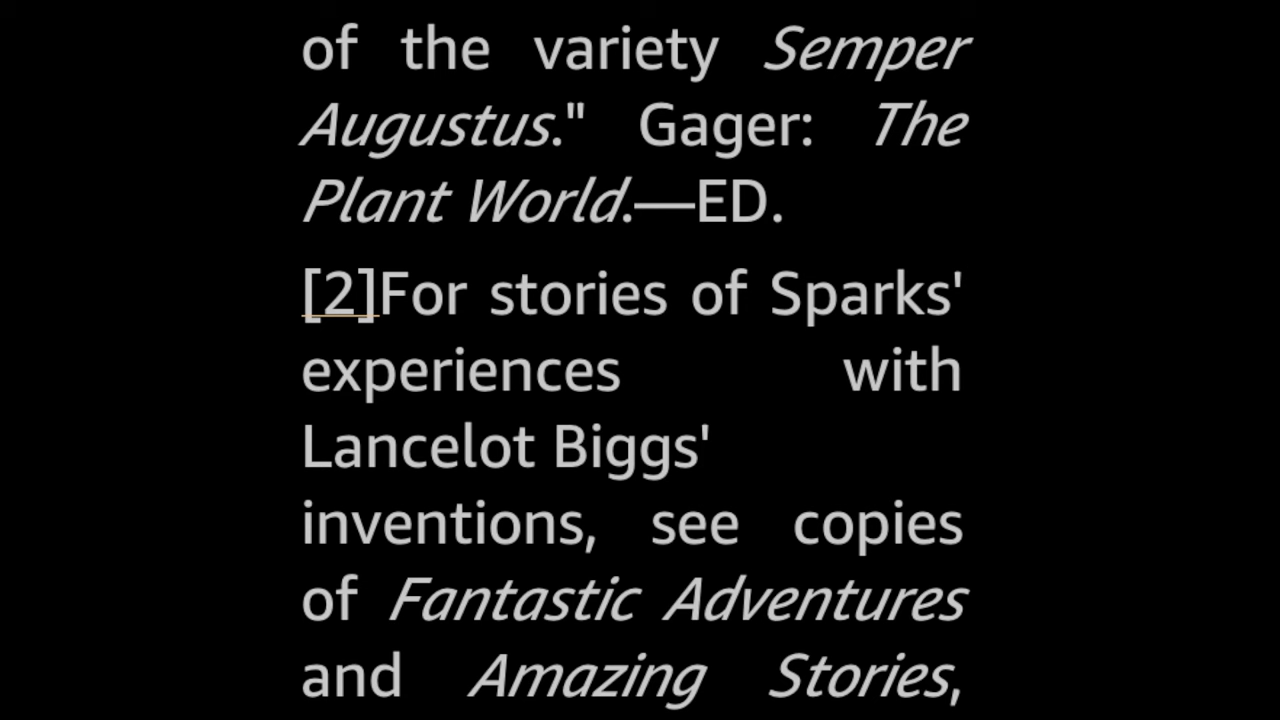 of the variety Semper
Augustus." Gager: The
Plant World.—ED.
[2]For stories of Sparks'
experiences with
Lancelot Biggs'
inventions, see copies
of Fantastic Adventures
and Amazing Stories,